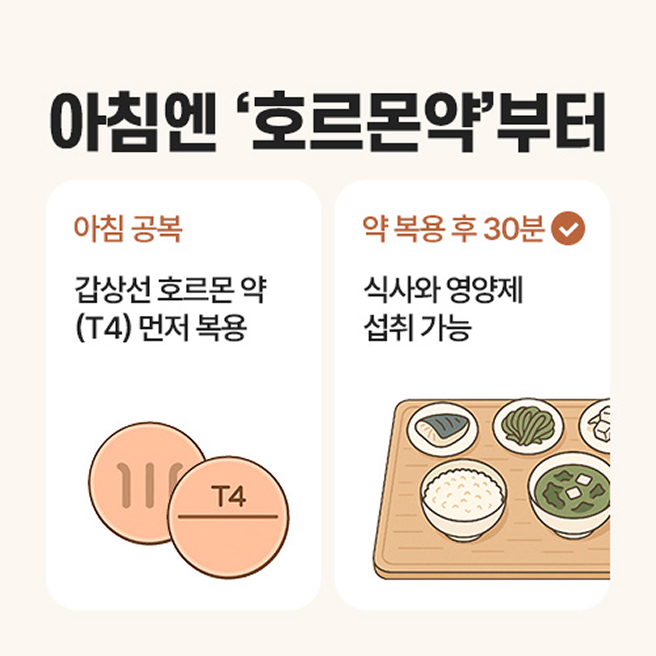 아침엔 ‘호르몬약’부터
아침 공복
갑상선 호르몬 약
(T4) 먼저 복용
T4
약 복용 후 30분
식사와 영양제
섭취 가능